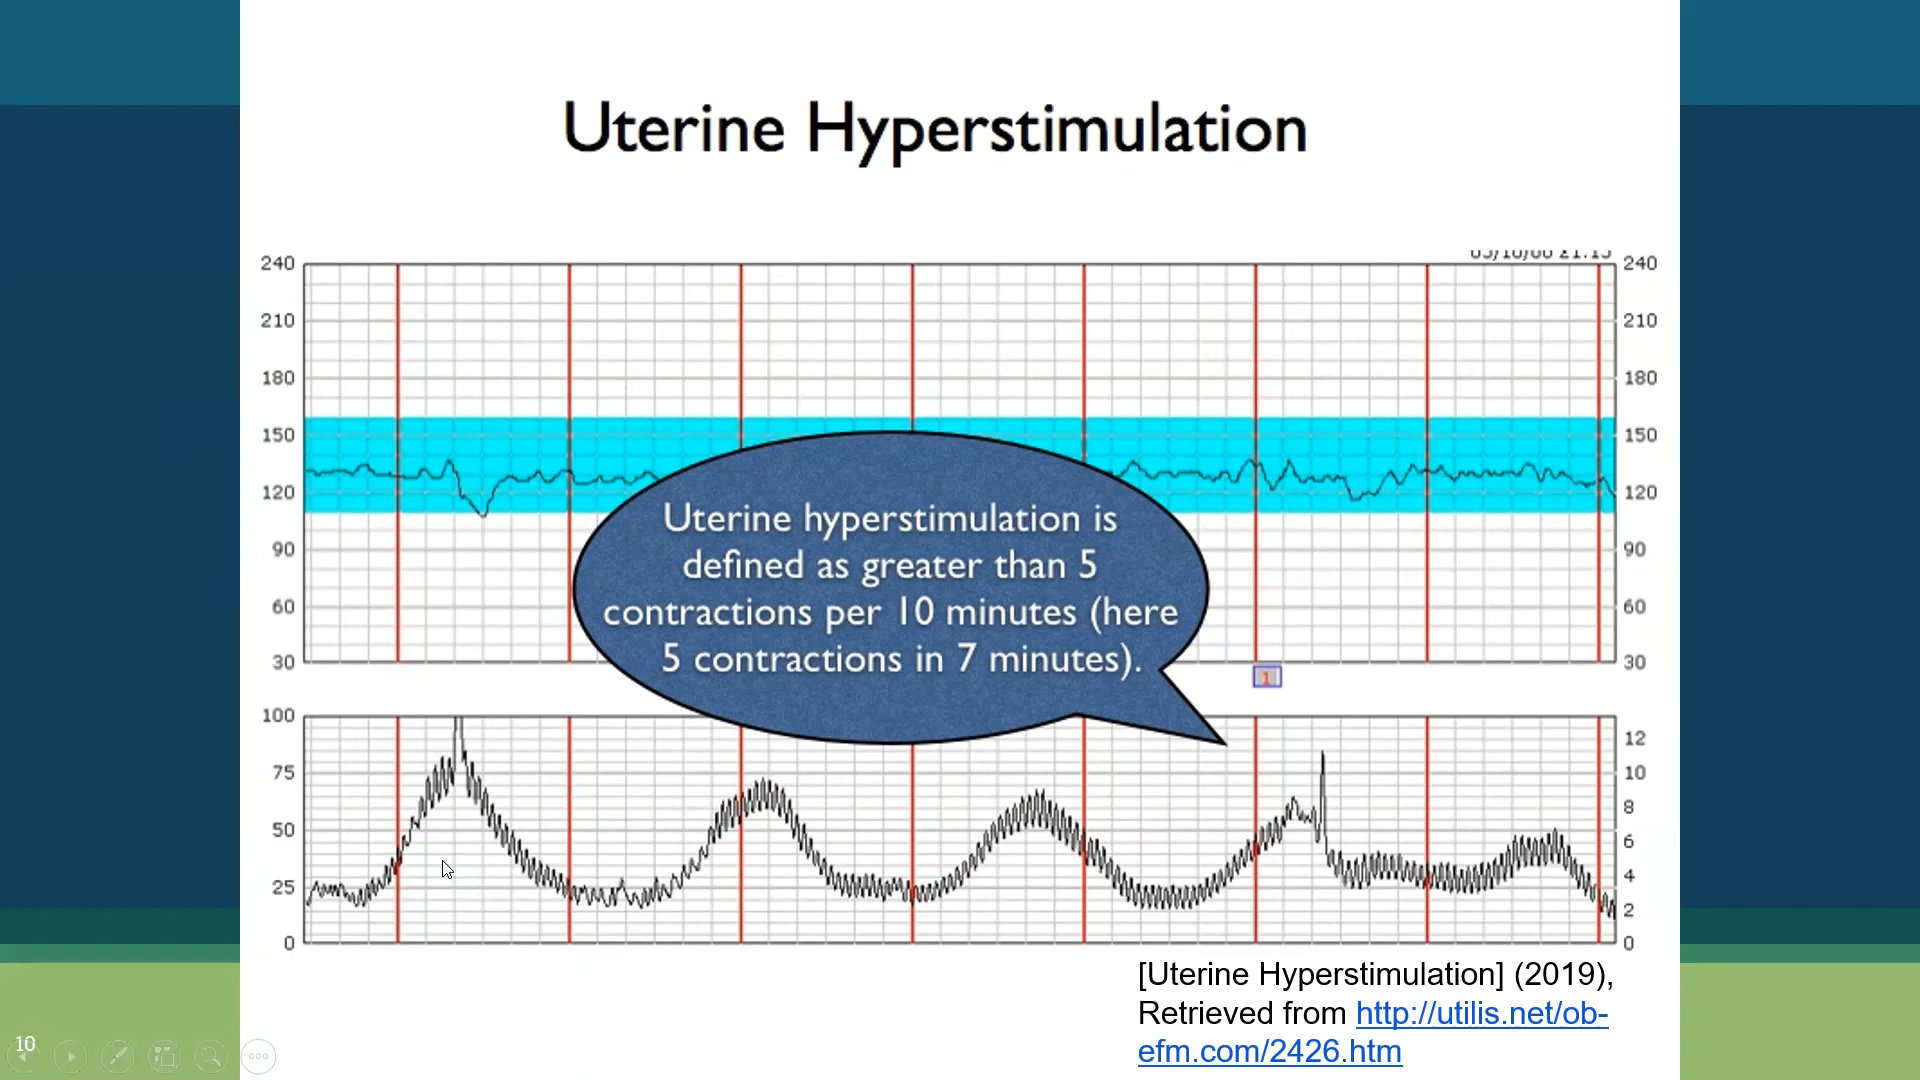 Uterine Hyperstimulation
240 240
210 210
180 180
150 150
120 120
90 90
60 60
30 30
Uterine hyperstimulation is
defined as greater than 5
contractions per 10 minutes (here
5 contractions in 7 minutes).
1
100
12
75 10
8
50
6
25 4
2
0 0
[Uterine Hyperstimulation] (2019),
Retrieved from http://utilis.net/ob-
efm.com/2426.htm
10